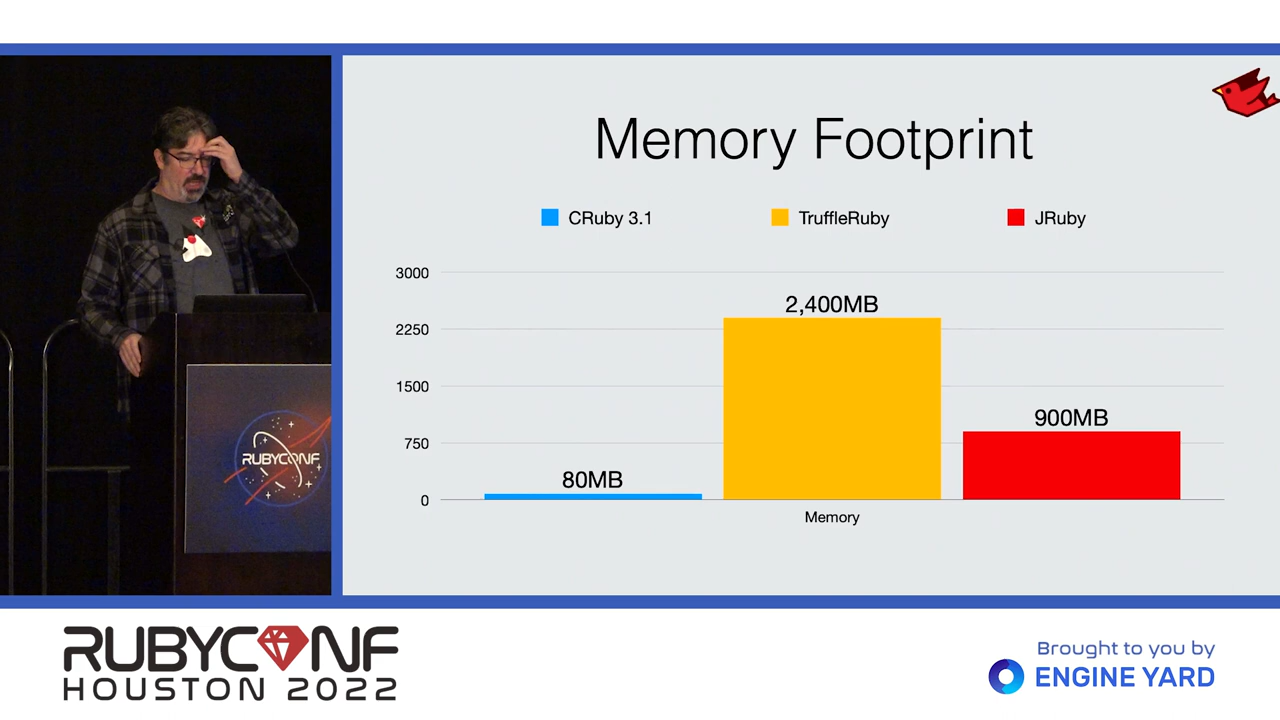 Memory Footprint
CRuby 3.1
TruffleRuby
JRuby
3000
2250
1500
750
0
80MB
2,400MB
900MB
Memory
RUBYCONF
RUBYCONF
HOUSTON 2022
Brought to you by
ENGINE YARD